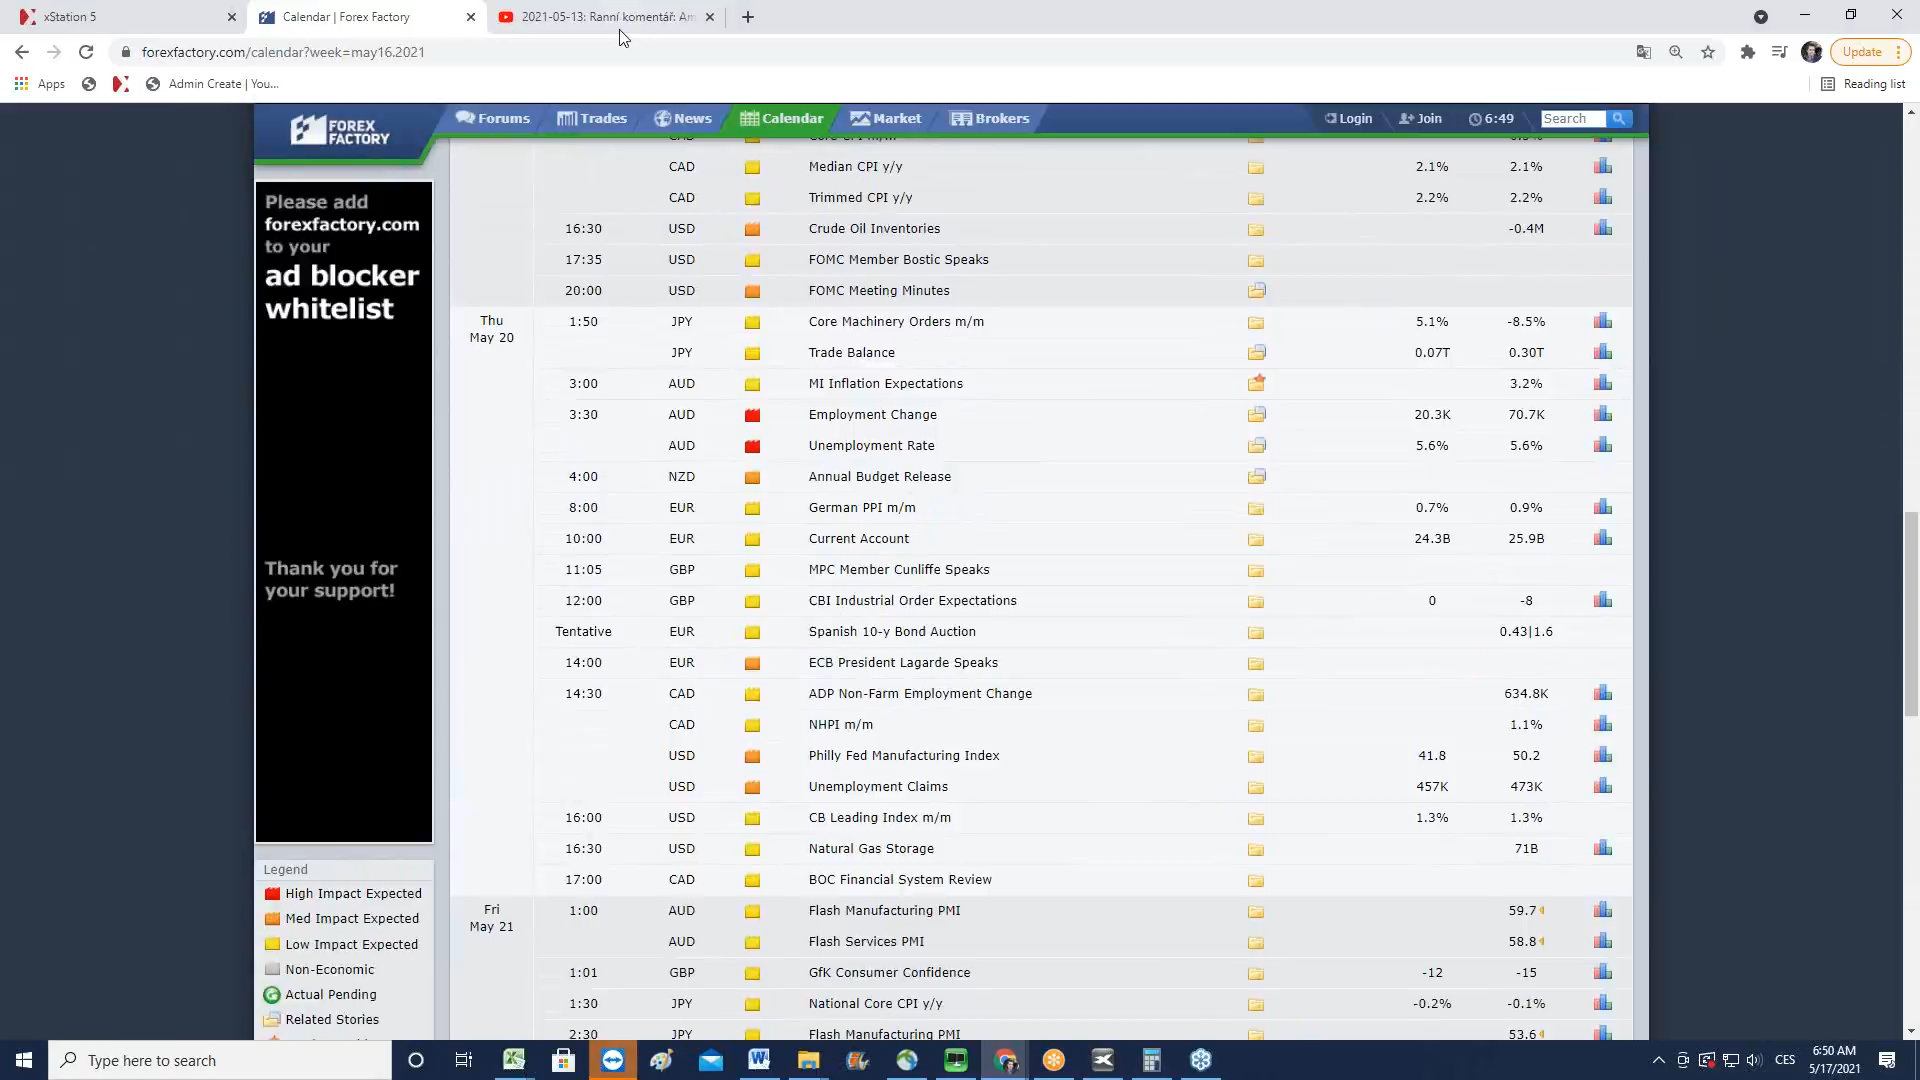 xStation 5
Calendar | Forex Factory
2021-05-13: Ranní komentář: Am
forexfactory.com/calendar?week=may16.2021
Update
Apps
Admin Create | You...
Reading list
FOREX FACTORY
Forums Trades News Calendar Market Brokers Login Join 6:49 Search
Please add
forexfactory.com
to your
ad blocker
whitelist
Thank you for
your support!
Legend
High Impact Expected
Med Impact Expected
Low Impact Expected
Non-Economic
Actual Pending
Related Stories
CAD Median CPI y/y 2.1% 2.1%
CAD Trimmed CPI y/y 2.2% 2.2%
16:30 USD Crude Oil Inventories -0.4M
17:35 USD FOMC Member Bostic Speaks
20:00 USD FOMC Meeting Minutes
Thu May 20 1:50 JPY Core Machinery Orders m/m 5.1% -8.5%
JPY Trade Balance 0.07T 0.30T
3:00 AUD MI Inflation Expectations 3.2%
3:30 AUD Employment Change 20.3K 70.7K
AUD Unemployment Rate 5.6% 5.6%
4:00 NZD Annual Budget Release
8:00 EUR German PPI m/m 0.7% 0.9%
10:00 EUR Current Account 24.3B 25.9B
11:05 GBP MPC Member Cunliffe Speaks
12:00 GBP CBI Industrial Order Expectations 0 -8
Tentative EUR Spanish 10-y Bond Auction 0.43|1.6
14:00 EUR ECB President Lagarde Speaks
14:30 CAD ADP Non-Farm Employment Change 634.8K
CAD NHPI m/m 1.1%
USD Philly Fed Manufacturing Index 41.8 50.2
USD Unemployment Claims 457K 473K
16:00 USD CB Leading Index m/m 1.3% 1.3%
16:30 USD Natural Gas Storage 71B
17:00 CAD BOC Financial System Review
Fri May 21 1:00 AUD Flash Manufacturing PMI 59.7
AUD Flash Services PMI 58.8
1:01 GBP GfK Consumer Confidence -12 -15
1:30 JPY National Core CPI y/y -0.2% -0.1%
2:30 JPY Flash Manufacturing PMI 53.6
Type here to search
CES
6:50 AM
5/17/2021